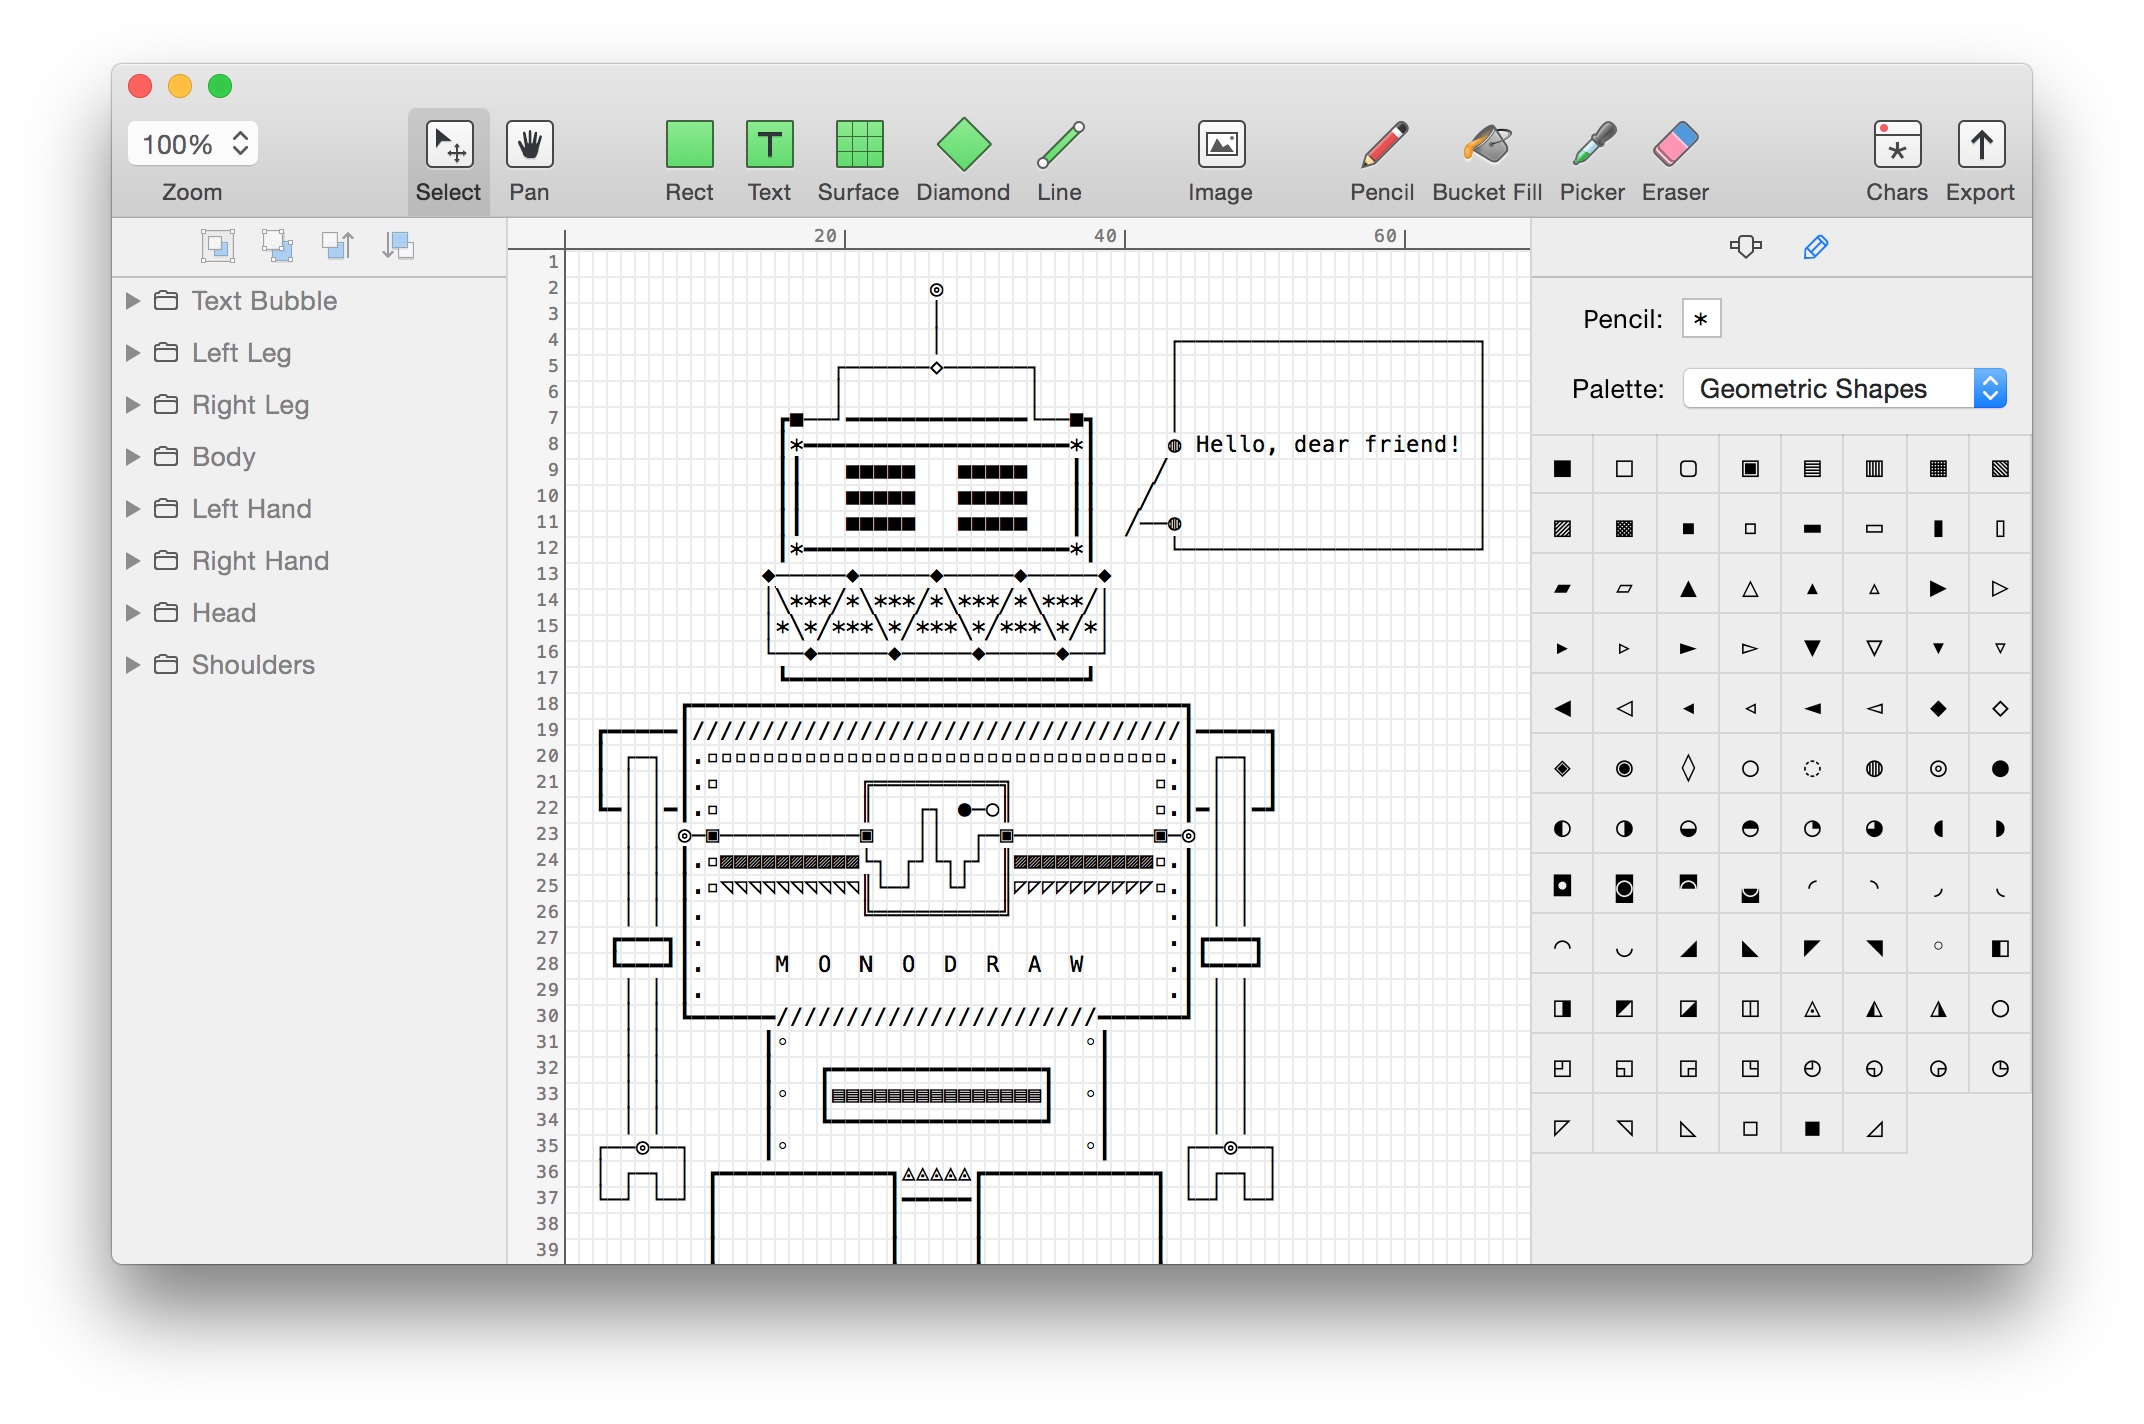 100%
Zoom
Select Pan Rect Text Surface Diamond Line Image Pencil Bucket Fill Picker Eraser Chars Export
20 40 60
Text Bubble
Left Leg
Right Leg
Body
Left Hand
Right Hand
Head
Shoulders
1
2
3
4
5
6
7
8
9
10
11
12
13
14
15
16
17
18
19
20
21
22
23
24
25
26
27
28
29
30
31
32
33
34
35
36
37
38
39
Hello, dear friend!
M O N O D R A W
Pencil: *
Palette: Geometric Shapes